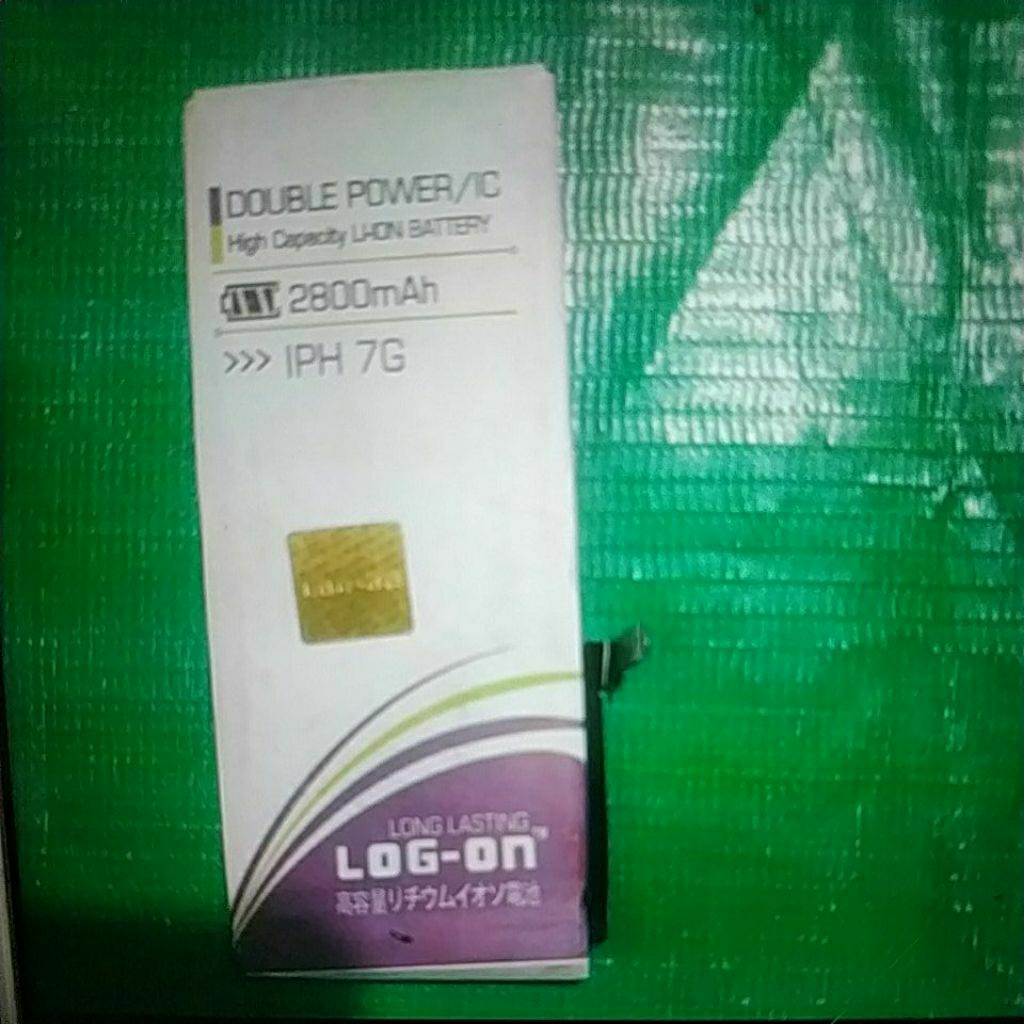 DOUBLE POWER/IC
High Capacity LI-ION BATTERY
2800mAh
>>> IPH 7G
LONG LASTING
LOG-on™
高容量リチウムイオン電池